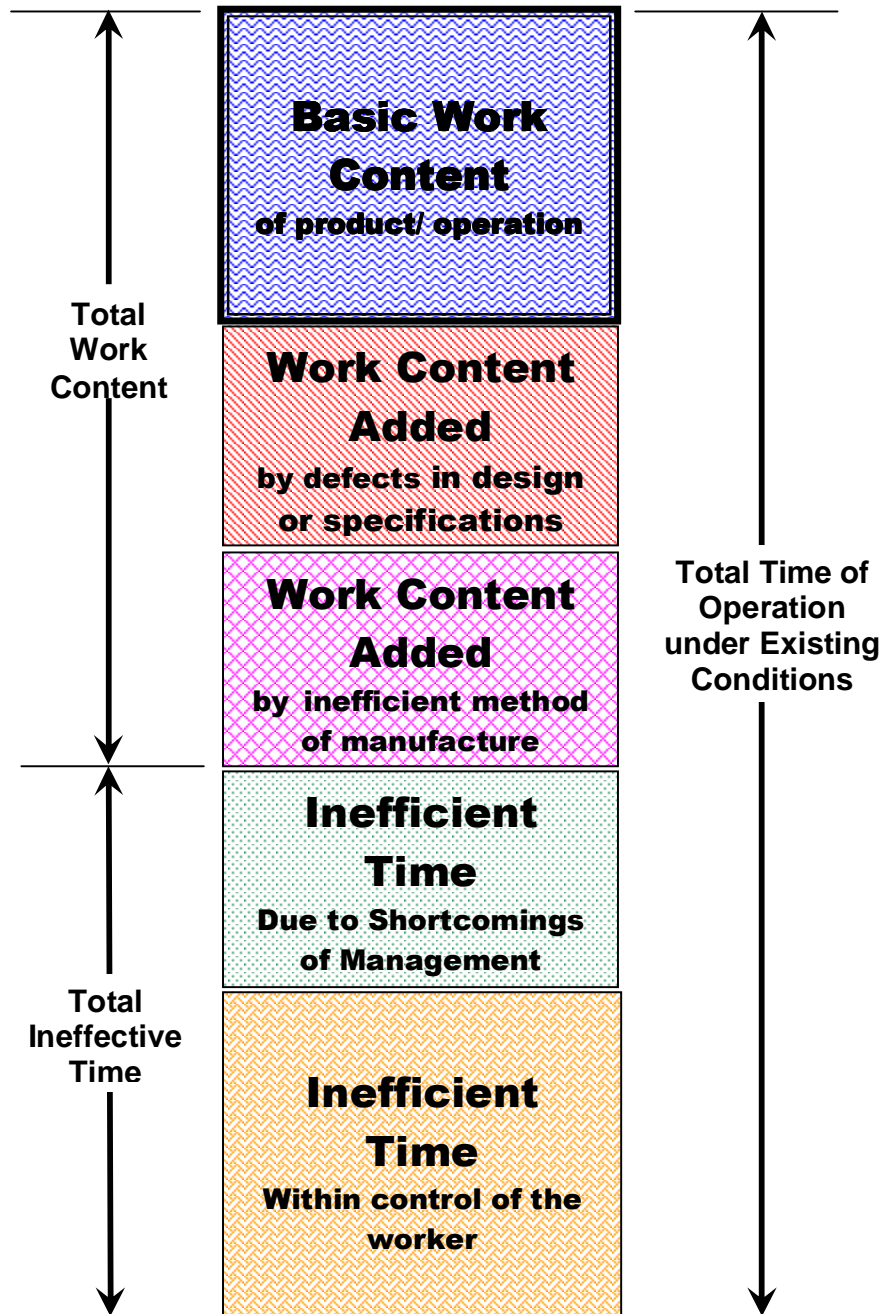 Basic Work
Content
of product/ operation
Total
Work
Content
Work Content
Added
by defects in design
or specifications
Work Content
Added
by inefficient method
of manufacture
Total Time of
Operation
under Existing
Conditions
Inefficient
Time
Due to Shortcomings
of Management
Total
Ineffective
Time
Inefficient
Time
Within control of the
worker